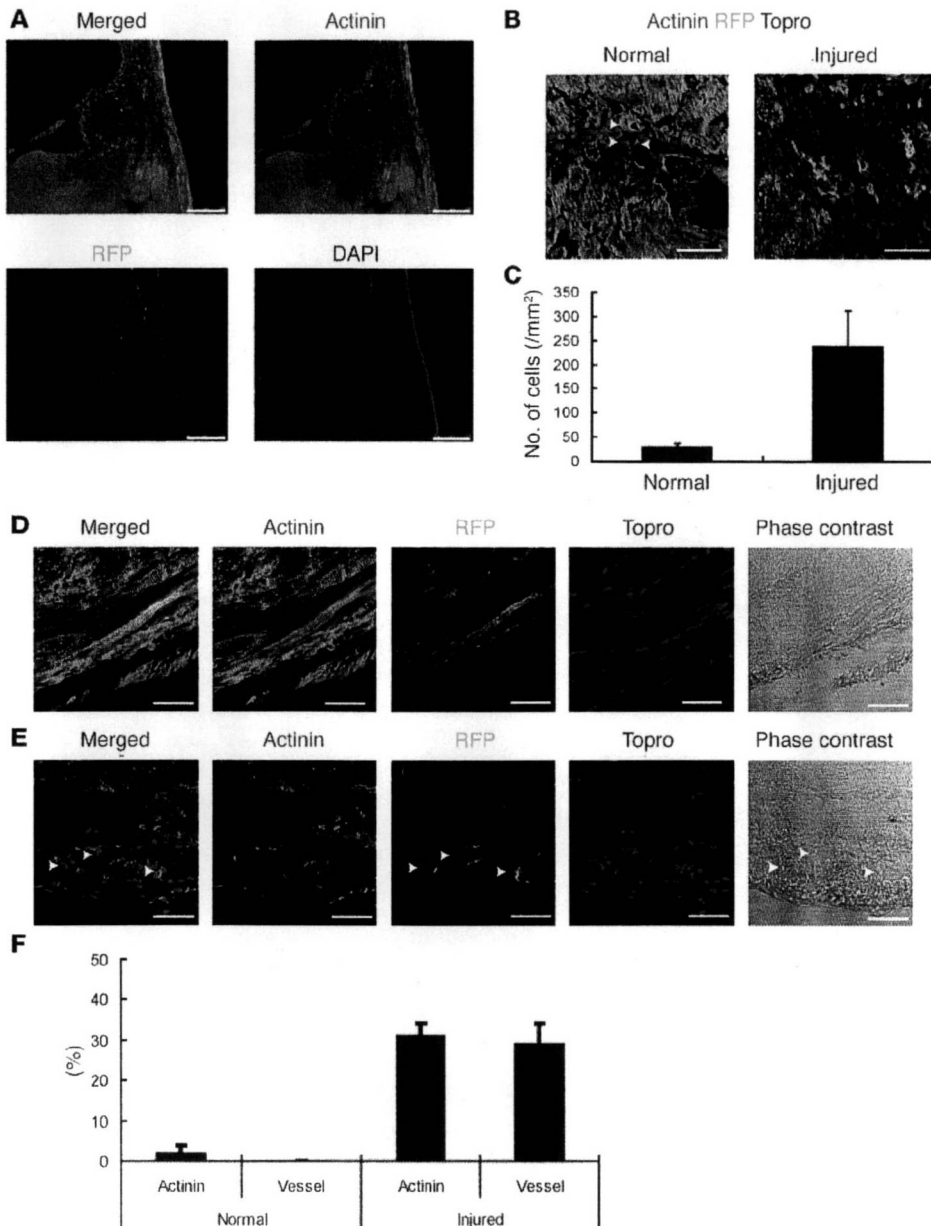 A
Merged
Actinin
RFP
DAPI
B
Actinin RFP Topro
Normal
Injured
C
No. of cells (/mm²)
350
300
250
200
150
100
50
0
Normal
Injured
D
Merged
Actinin
RFP
Topro
Phase contrast
E
Merged
Actinin
RFP
Topro
Phase contrast
F
(%)
50
40
30
20
10
0
Actinin
Vessel
Actinin
Vessel
Normal
Injured